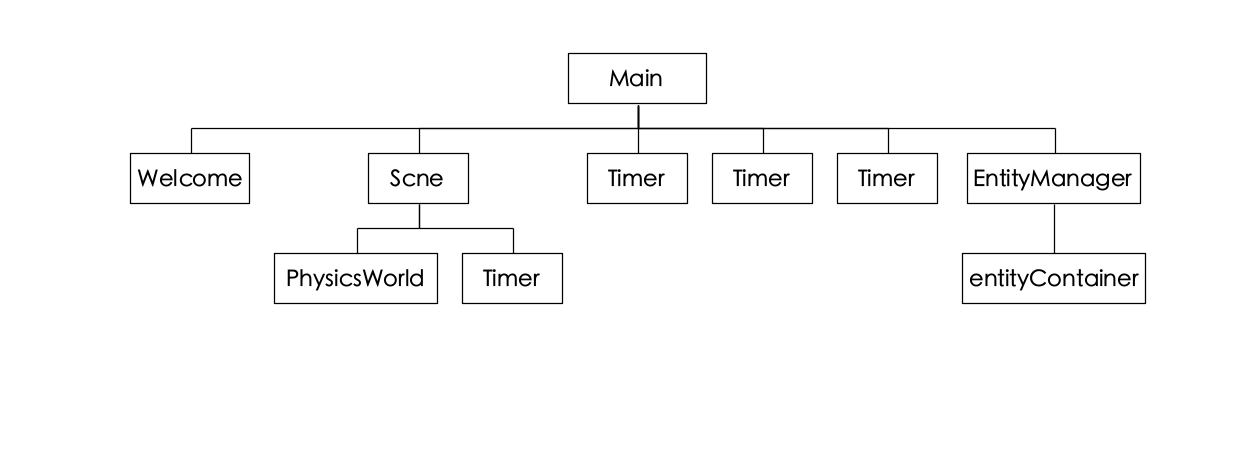 Main
Welcome
Scne
Timer
Timer
Timer
EntityManager
PhysicsWorld
Timer
entityContainer